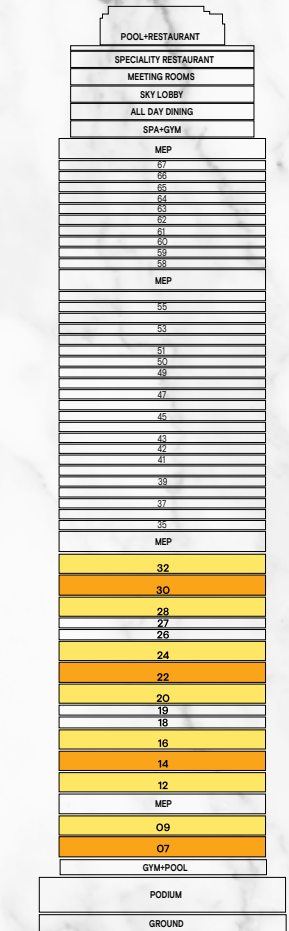 POOL+RESTAURANT
SPECIALITY RESTAURANT
MEETING ROOMS
SKY LOBBY
ALL DAY DINING
SPA+GYM
MEP
67
66
65
64
63
62
61
60
59
58
MEP
55
53
51
50
49
47
45
43
42
41
39
37
35
MEP
32
30
28
27
26
24
22
20
19
18
16
14
12
MEP
09
07
GYM+POOL
PODIUM
GROUND